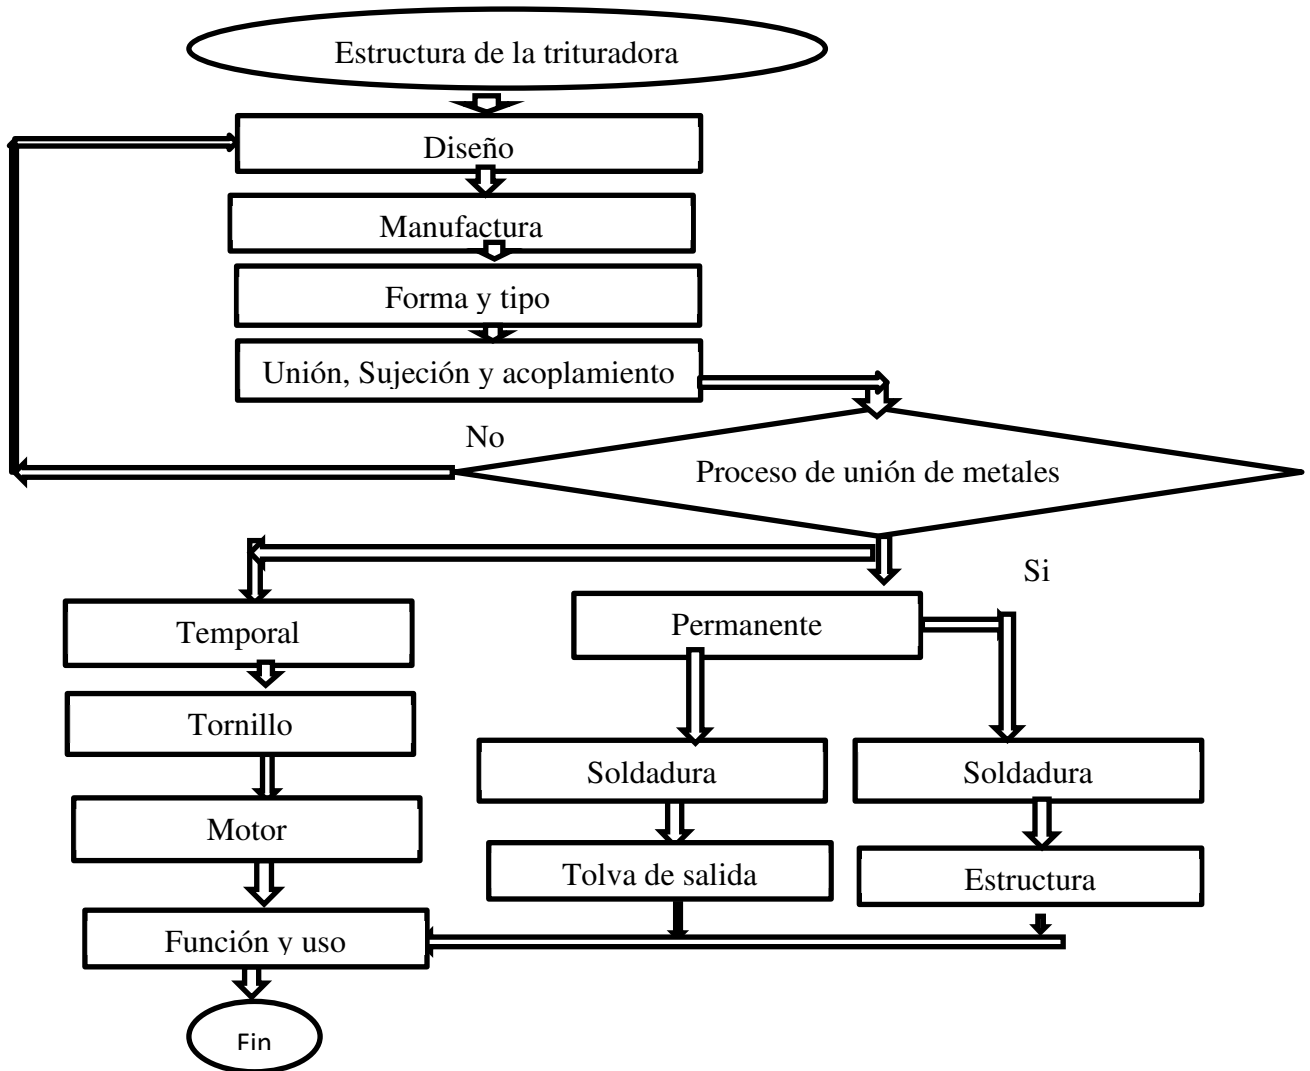 Estructura de la trituradora
Diseño
Manufactura
Forma y tipo
Unión, Sujeción y acoplamiento
No
Proceso de unión de metales
Si
Temporal
Permanente
Tornillo
Soldadura
Soldadura
Motor
Tolva de salida
Estructura
Función y uso
Fin